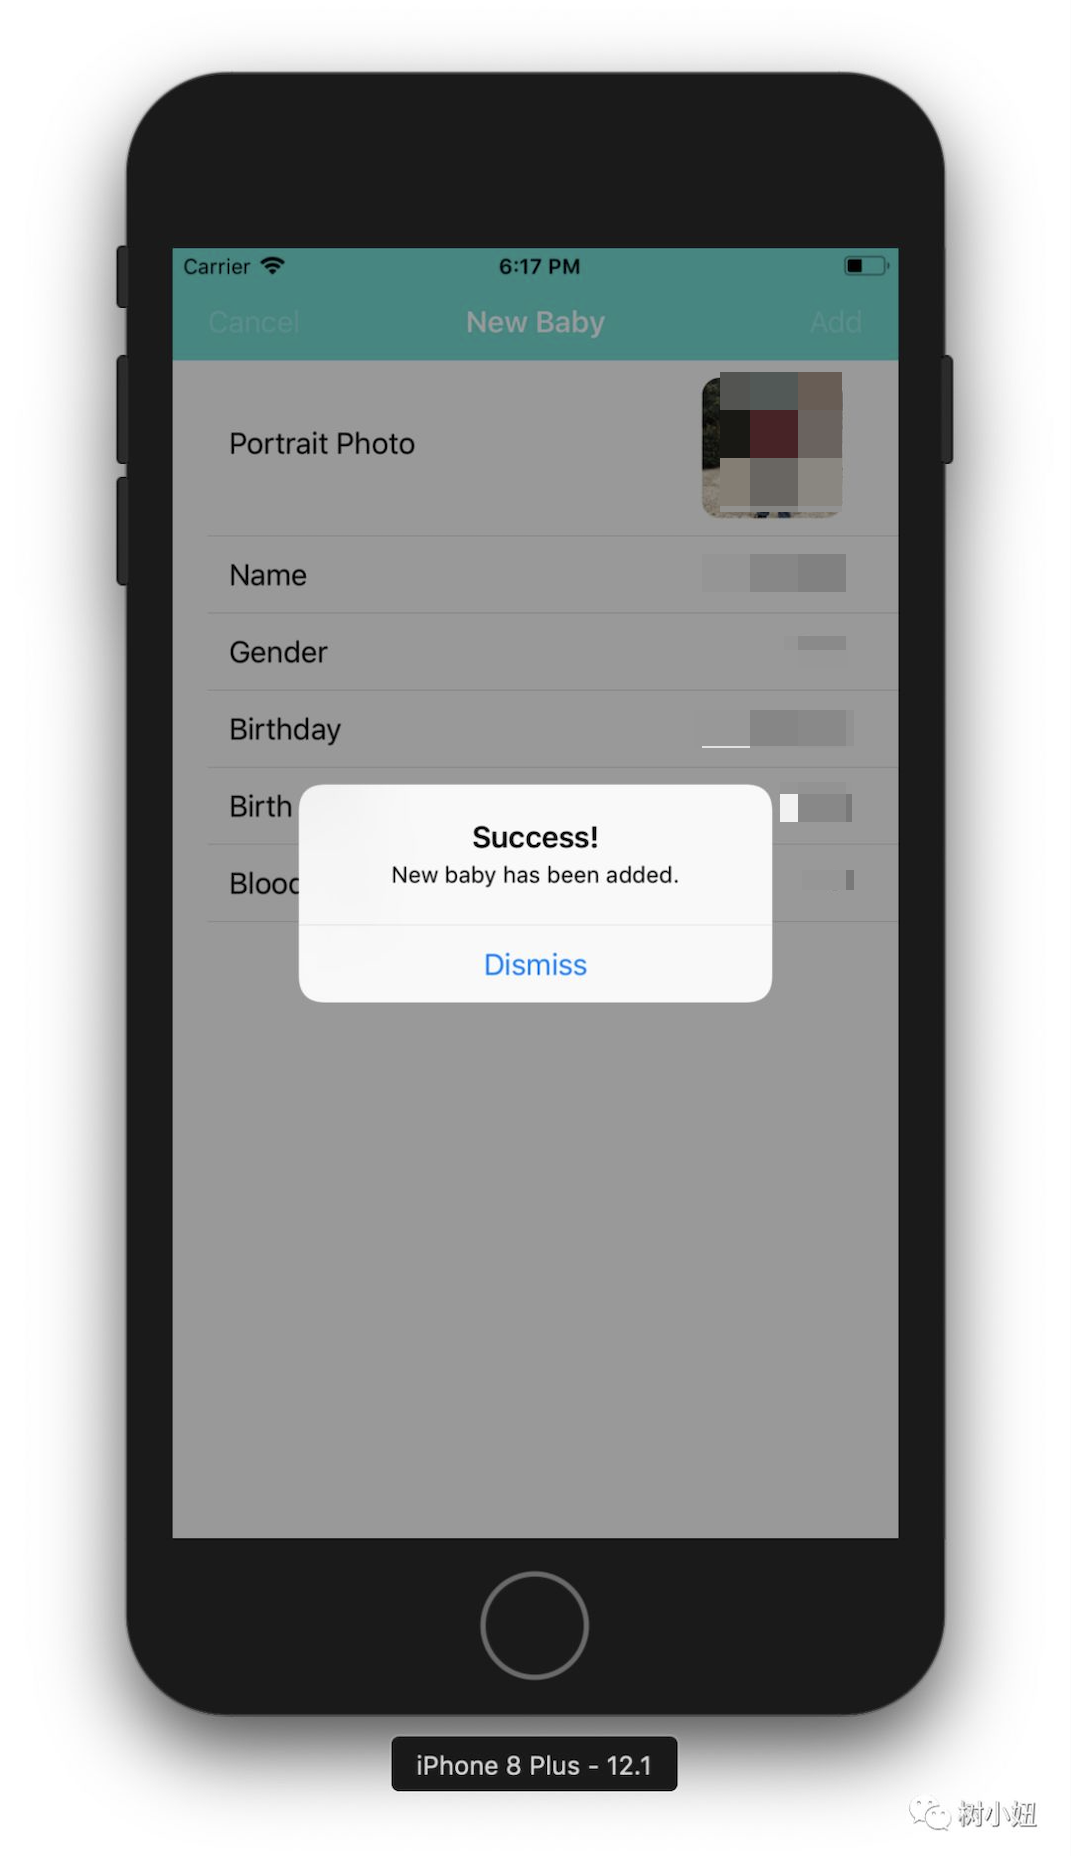 Carrier 6:17 PM
Cancel New Baby Add
Portrait Photo
Name
Gender
Birthday
Birth
Blood
Success!
New baby has been added.
Dismiss
iPhone 8 Plus - 12.1
树小妞